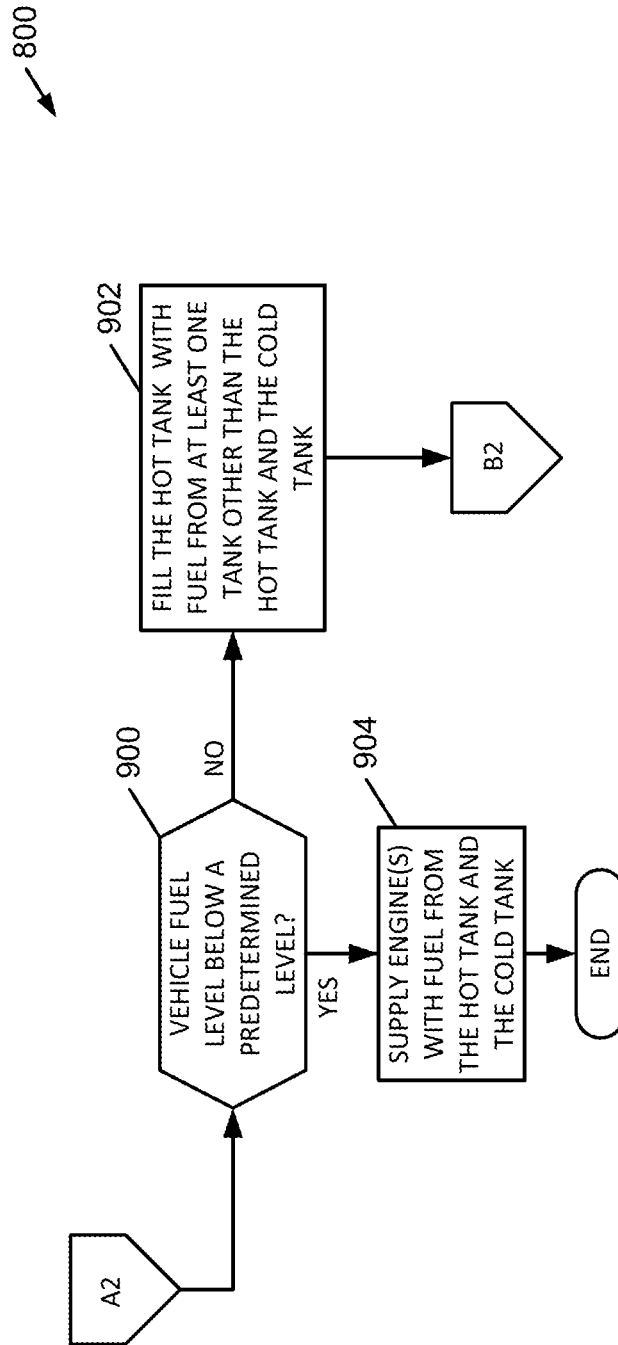 800
A2
900
VEHICLE FUEL
LEVEL BELOW A
PREDETERMINED
LEVEL?
NO
YES
902
FILL THE HOT TANK WITH
FUEL FROM AT LEAST ONE
TANK OTHER THAN THE
HOT TANK AND THE COLD
TANK
B2
904
SUPPLY ENGINE(S)
WITH FUEL FROM
THE HOT TANK AND
THE COLD TANK
END